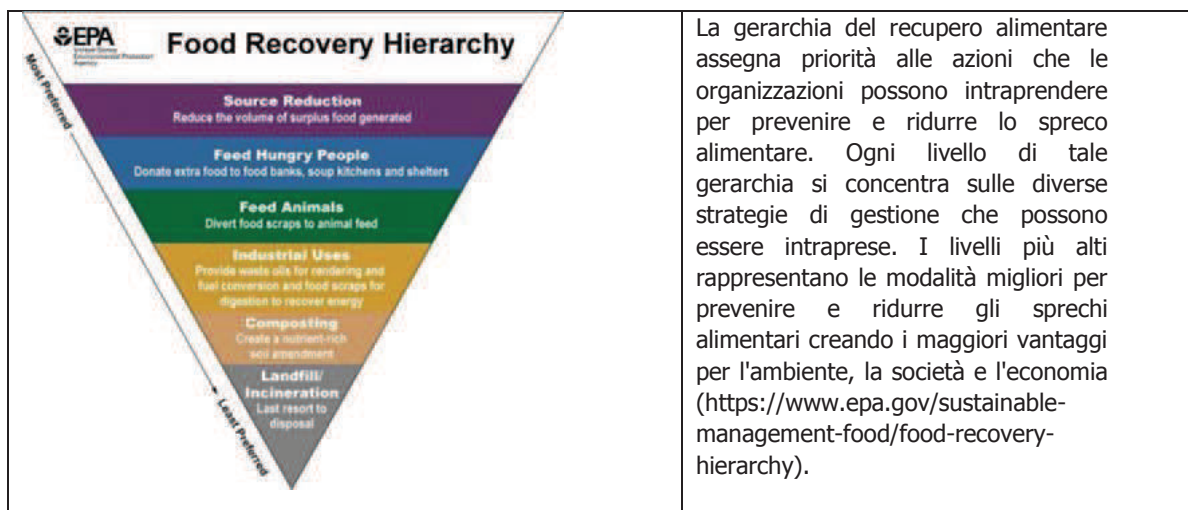 EPA
United States
Environmental Protection
Agency
Food Recovery Hierarchy
Most Preferred
Source Reduction
Reduce the volume of surplus food generated
Feed Hungry People
Donate extra food to food banks, soup kitchens and shelters
Feed Animals
Divert food scraps to animal feed
Industrial Uses
Provide waste oils for rendering and
fuel conversion and food scraps for
digestion to recover energy
Composting
Create a nutrient-rich
soil amendment
Landfill/
Incineration
Last resort to
disposal
Least Preferred
La gerarchia del recupero alimentare
assegna priorità alle azioni che le
organizzazioni possono intraprendere
per prevenire e ridurre lo spreco
alimentare. Ogni livello di tale
gerarchia si concentra sulle diverse
strategie di gestione che possono
essere intraprese. I livelli più alti
rappresentano le modalità migliori per
prevenire e ridurre gli sprechi
alimentari creando i maggiori vantaggi
per l'ambiente, la società e l'economia
(https://www.epa.gov/sustainable-
management-food/food-recovery-
hierarchy).